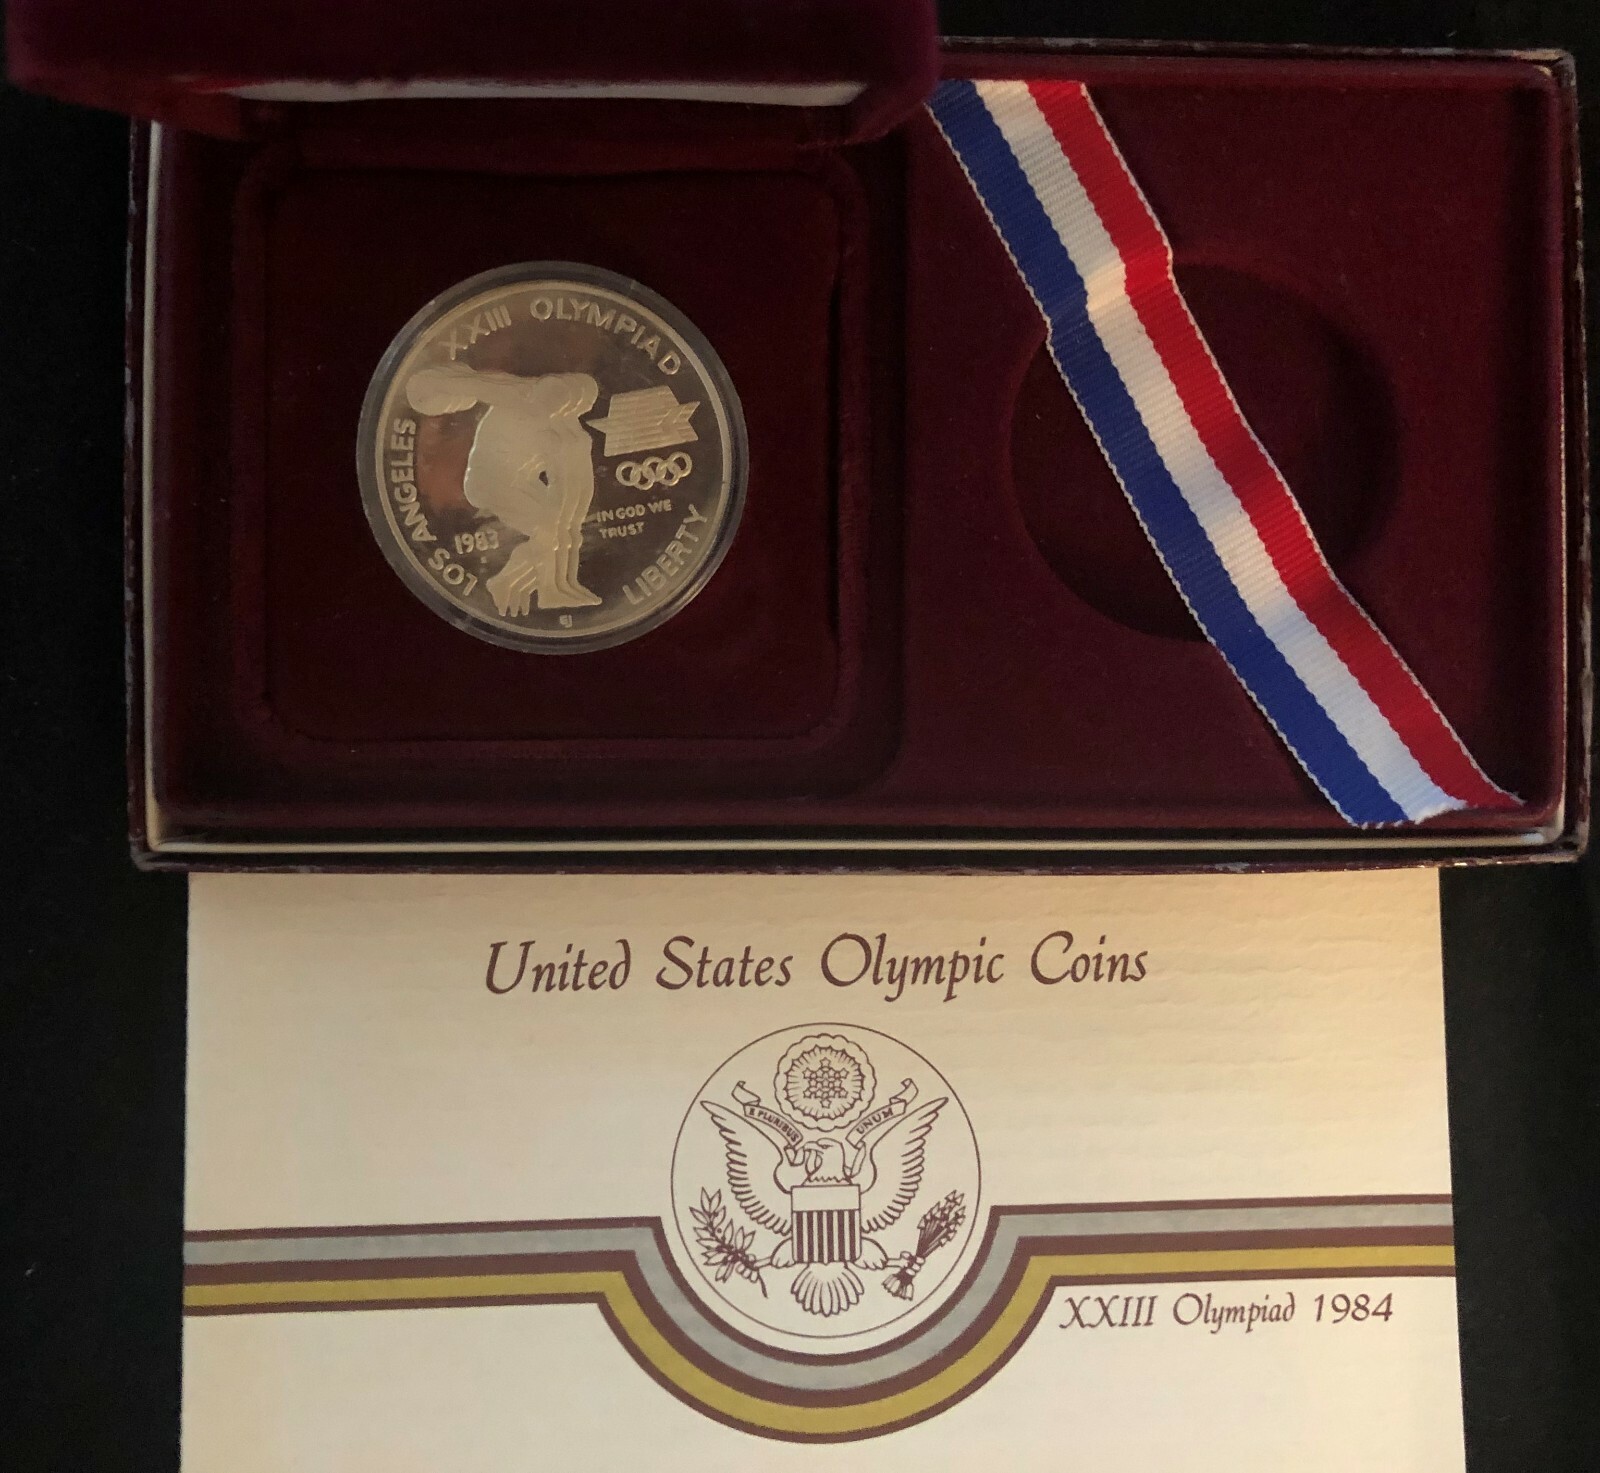 XXIII OLYMPIAD
LOS ANGELES
1983
IN GOD WE
TRUST
LIBERTY
EJ
United States Olympic Coins
E PLURIBUS UNUM
XXIII Olympiad 1984